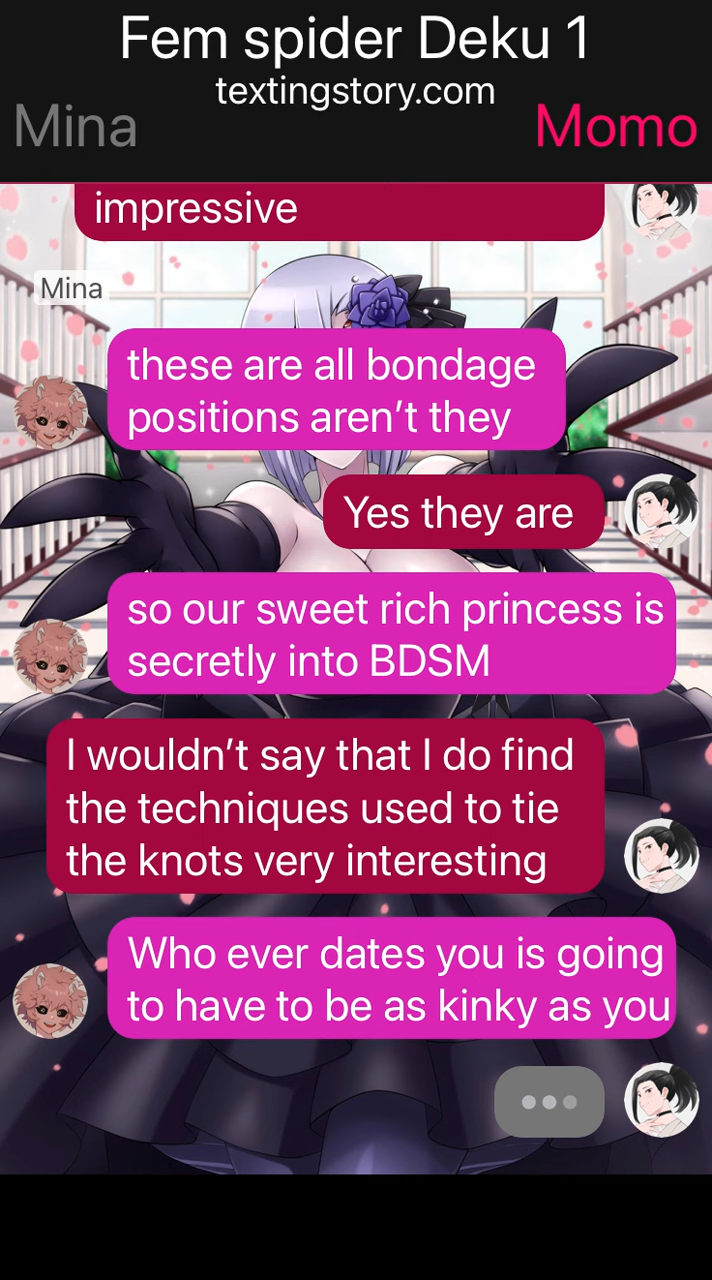 Fem spider Deku 1
textingstory.com
Mina
Momo
impressive
Mina
these are all bondage
positions aren’t they
Yes they are
so our sweet rich princess is
secretly into BDSM
I wouldn’t say that I do find
the techniques used to tie
the knots very interesting
Who ever dates you is going
to have to be as kinky as you